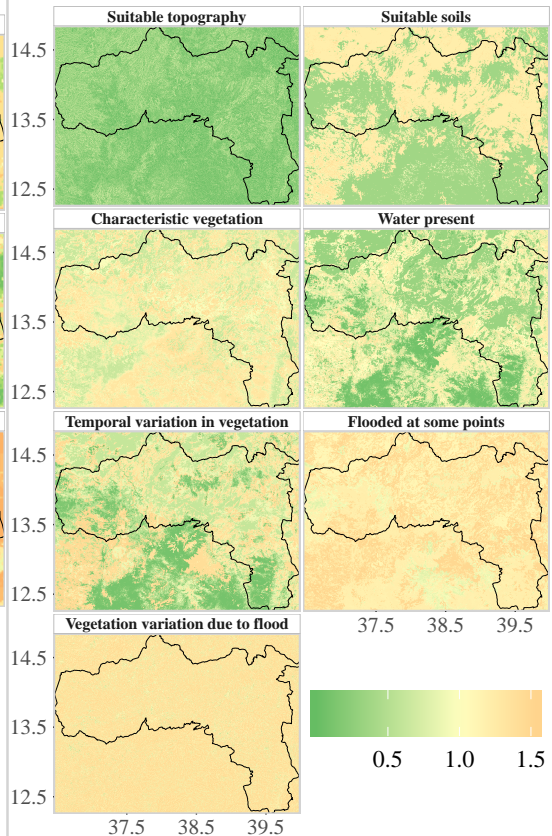 Suitable topography Suitable soils
14.5
13.5
12.5
Characteristic vegetation Water present
14.5
13.5
12.5
Temporal variation in vegetation Flooded at some points
14.5
13.5
12.5
37.5 38.5 39.5
Vegetation variation due to flood
14.5
13.5
12.5
0.5 1.0 1.5
37.5 38.5 39.5